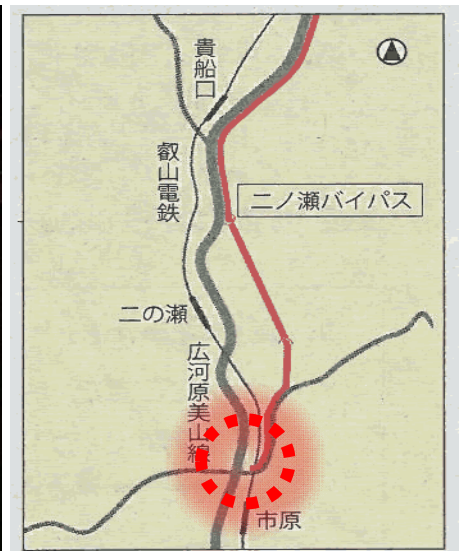 貴船口
叡山電鉄
二ノ瀬バイパス
二の瀬
広河原美山線
市原